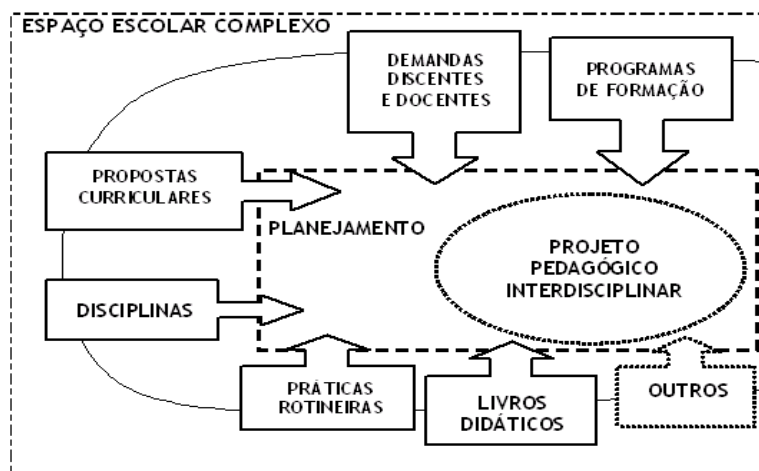 ESPAÇO ESCOLAR COMPLEXO
DEMANDAS
DISCENTES
E DOCENTES
PROGRAMAS
DE FORMAÇÃO
PROPOSTAS
CURRICULARES
PLANEJAMENTO
PROJETO
PEDAGÓGICO
INTERDISCIPLINAR
DISCIPLINAS
PRÁTICAS
ROTINEIRAS
LIVROS
DIDÁTICOS
OUTROS